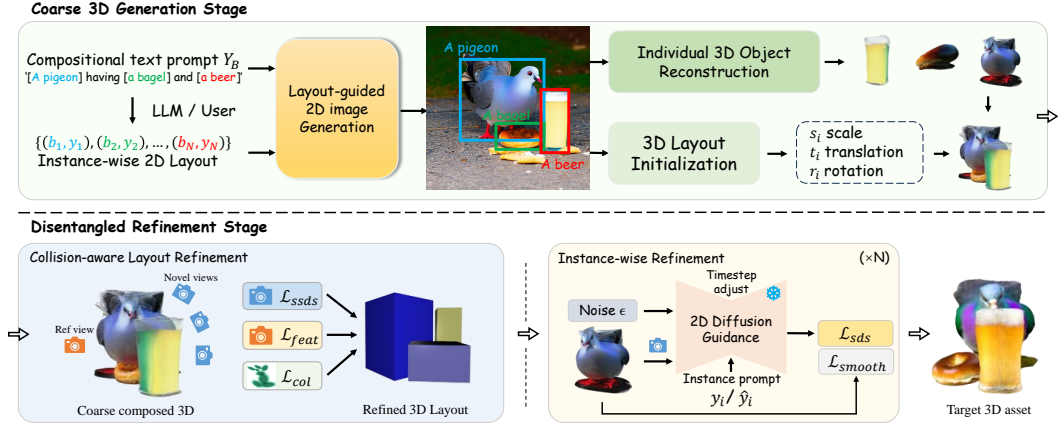 Coarse 3D Generation Stage
Compositional text prompt Y_B
'[A pigeon] having [a bagel] and [a beer]'
LLM / User
{(b_1, y_1), (b_2, y_2), ..., (b_N, y_N)}
Instance-wise 2D Layout
Layout-guided
2D image
Generation
A pigeon
A bagel
A beer
Individual 3D Object
Reconstruction
3D Layout
Initialization
s_i scale
t_i translation
r_i rotation
Disentangled Refinement Stage
Collision-aware Layout Refinement
Novel views
Ref view
Coarse composed 3D
ℒ_ssds
ℒ_feat
ℒ_col
Refined 3D Layout
Instance-wise Refinement
(×N)
Timestep
adjust
Noise ϵ
2D Diffusion
Guidance
Instance prompt
y_i / ŷ_i
ℒ_sds
ℒ_smooth
Target 3D asset